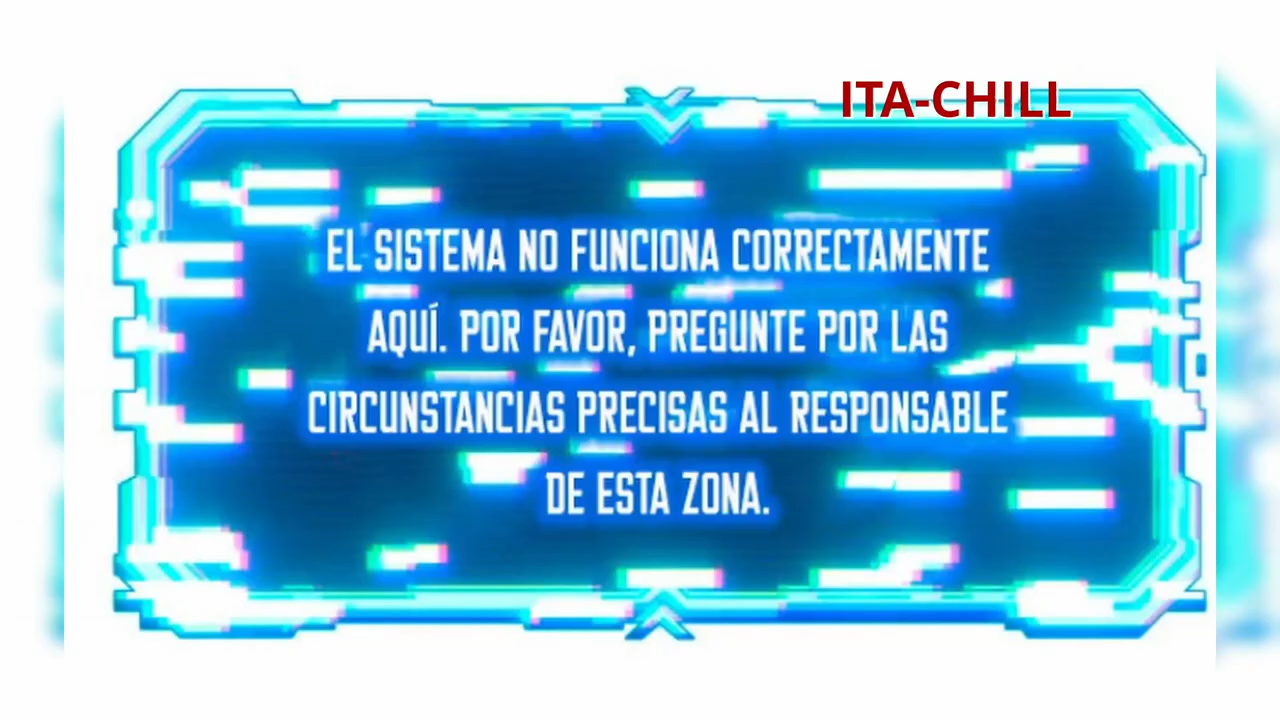 ITA-CHILL
EL SISTEMA NO FUNCIONA CORRECTAMENTE
AQUÍ. POR FAVOR, PREGUNTE POR LAS
CIRCUNSTANCIAS PRECISAS AL RESPONSABLE
DE ESTA ZONA.